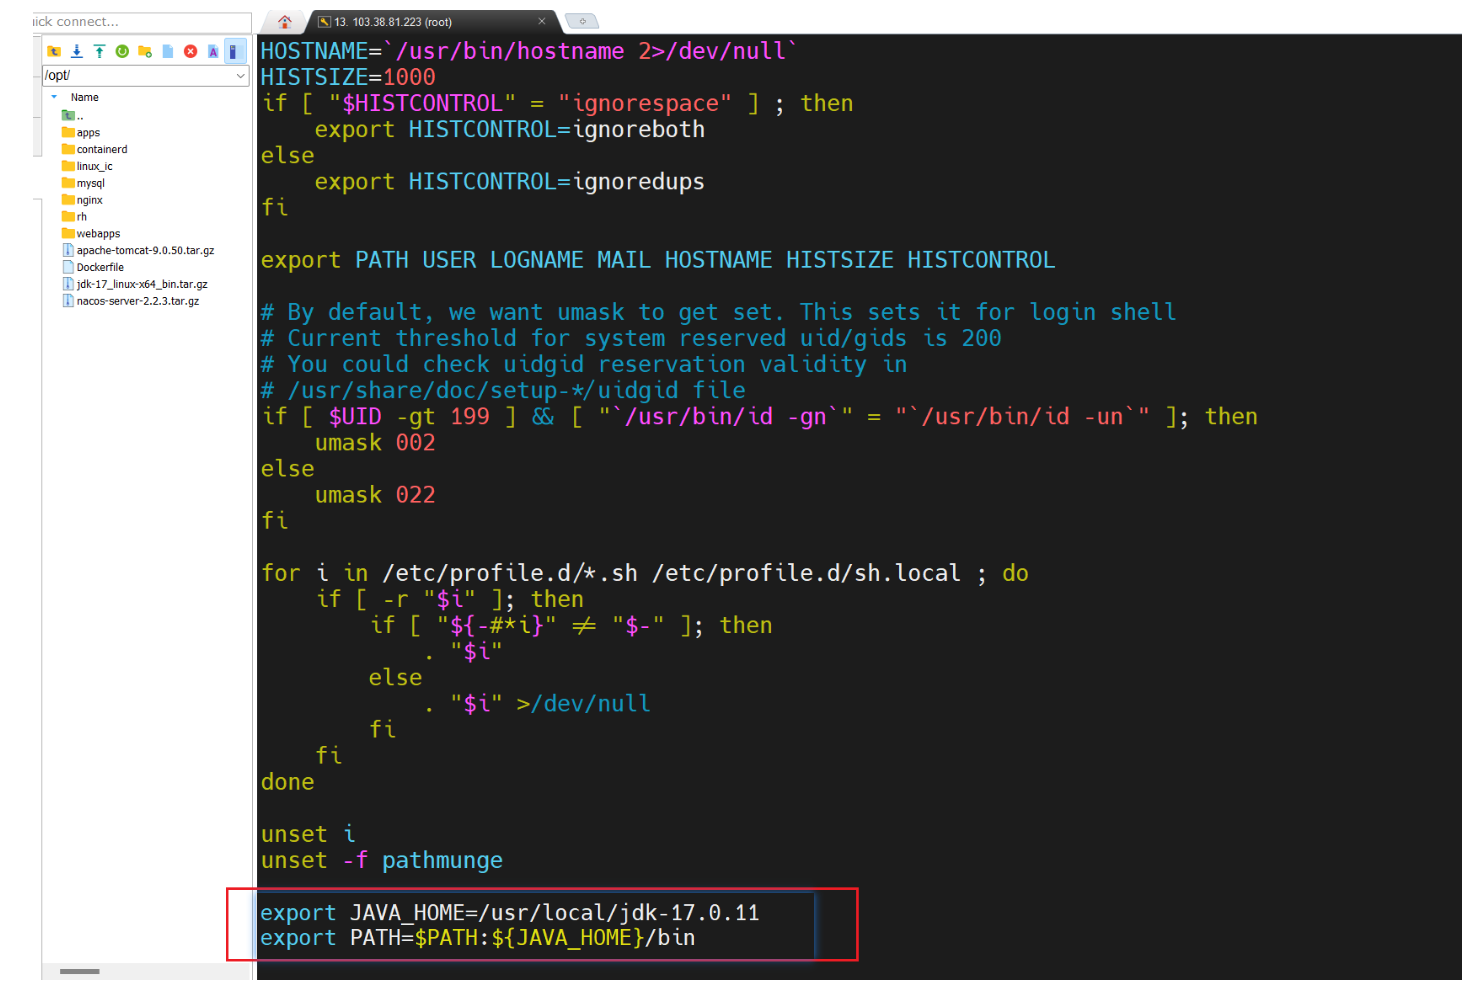 uick connect...
13. 103.38.81.223 (root)
/opt/
Name
..
apps
containerd
linux_ic
mysql
nginx
rh
webapps
apache-tomcat-9.0.50.tar.gz
Dockerfile
jdk-17_linux-x64_bin.tar.gz
nacos-server-2.2.3.tar.gz
HOSTNAME=`/usr/bin/hostname 2>/dev/null`
HISTSIZE=1000
if [ "$HISTCONTROL" = "ignorespace" ] ; then
    export HISTCONTROL=ignoreboth
else
    export HISTCONTROL=ignoredups
fi
export PATH USER LOGNAME MAIL HOSTNAME HISTSIZE HISTCONTROL
# By default, we want umask to get set. This sets it for login shell
# Current threshold for system reserved uid/gids is 200
# You could check uidgid reservation validity in
# /usr/share/doc/setup-*/uidgid file
if [ $UID -gt 199 ] && [ "`/usr/bin/id -gn`" = "`/usr/bin/id -un`" ]; then
    umask 002
else
    umask 022
fi
for i in /etc/profile.d/*.sh /etc/profile.d/sh.local ; do
    if [ -r "$i" ]; then
        if [ "${-#*i}" != "$-" ]; then
            . "$i"
        else
            . "$i" >/dev/null
        fi
    fi
done
unset i
unset -f pathmunge
export JAVA_HOME=/usr/local/jdk-17.0.11
export PATH=$PATH:${JAVA_HOME}/bin